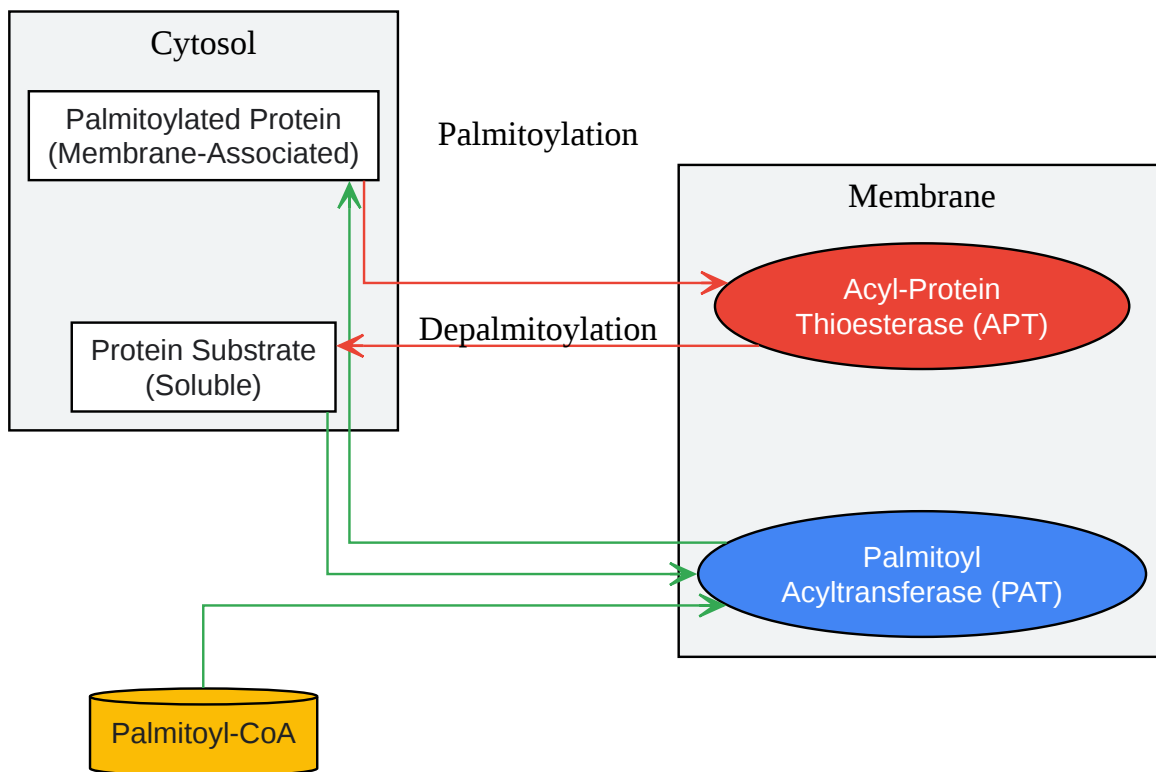 Cytosol
Palmitoylated Protein
(Membrane-Associated)
Palmitoylation
Membrane
Acyl-Protein
Thioesterase (APT)
Depalmitoylation
Protein Substrate
(Soluble)
Palmitoyl
Acyltransferase (PAT)
Palmitoyl-CoA